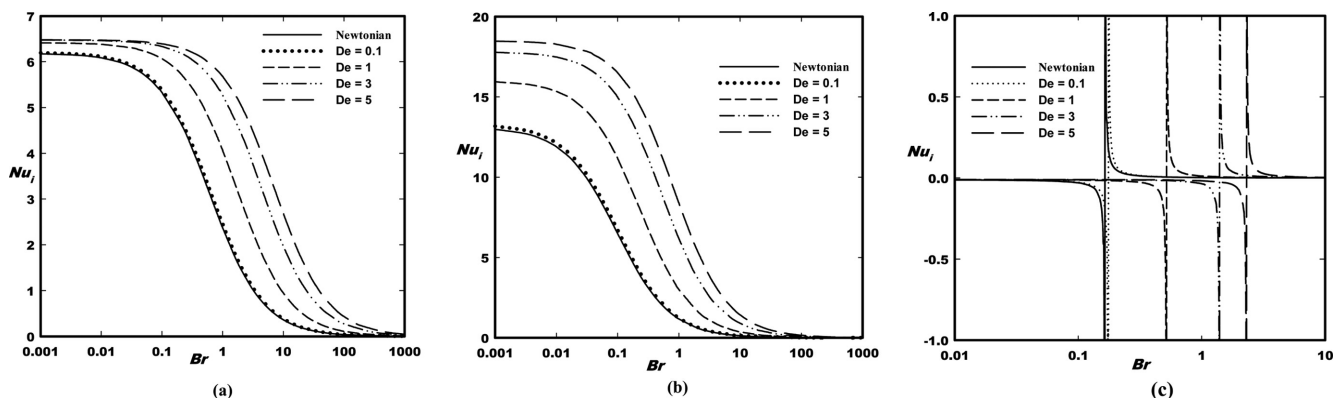 7
6
5
4
3
2
1
0
Nu i
0.001 0.01 0.1 1 10 100 1000
Br
Newtonian
De = 0.1
De = 1
De = 3
De = 5
(a)
20
15
10
5
0
Nu i
0.001 0.01 0.1 1 10 100 1000
Br
Newtonian
De = 0.1
De = 1
De = 3
De = 5
(b)
1.0
0.5
0.0
-0.5
-1.0
Nu i
0.01 0.1 1 10
Br
Newtonian
De = 0.1
De = 1
De = 3
De = 5
(c)